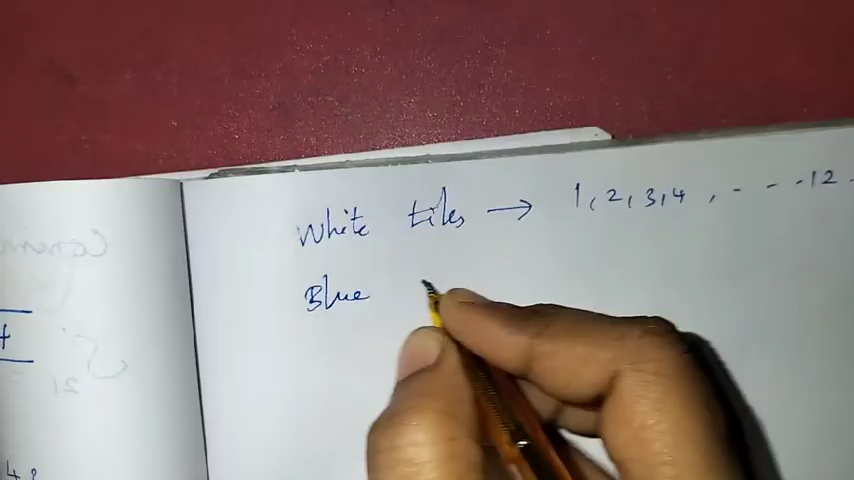 White tiles → 1, 2, 3, 4, - - - 12.
Blue